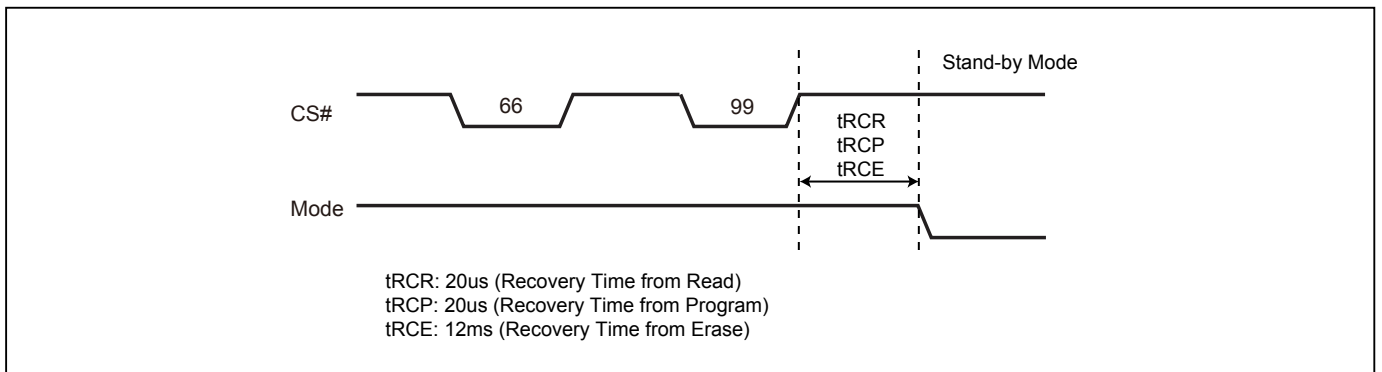 Stand-by Mode
CS#
66
99
tRCR
tRCP
tRCE
Mode
tRCR: 20us (Recovery Time from Read)
tRCP: 20us (Recovery Time from Program)
tRCE: 12ms (Recovery Time from Erase)